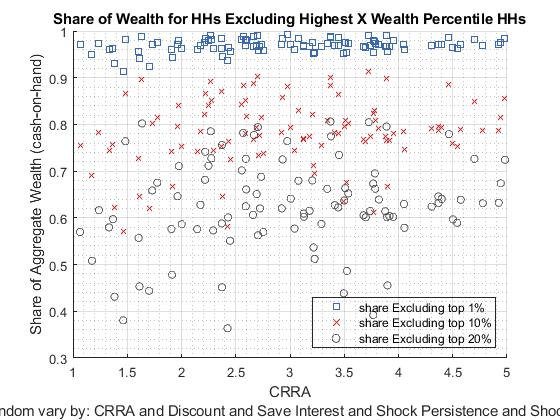 Share of Wealth for HHs Excluding Highest X Wealth Percentile HHs
1
0.9
0.8
0.7
0.6
0.5
0.4
0.3
Share of Aggregate Wealth (cash-on-hand)
share Excluding top 1%
share Excluding top 10%
share Excluding top 20%
1 1.5 2 2.5 3 3.5 4 4.5 5
CRRA
ndom vary by: CRRA and Discount and Save Interest and Shock Persistence and Shoc